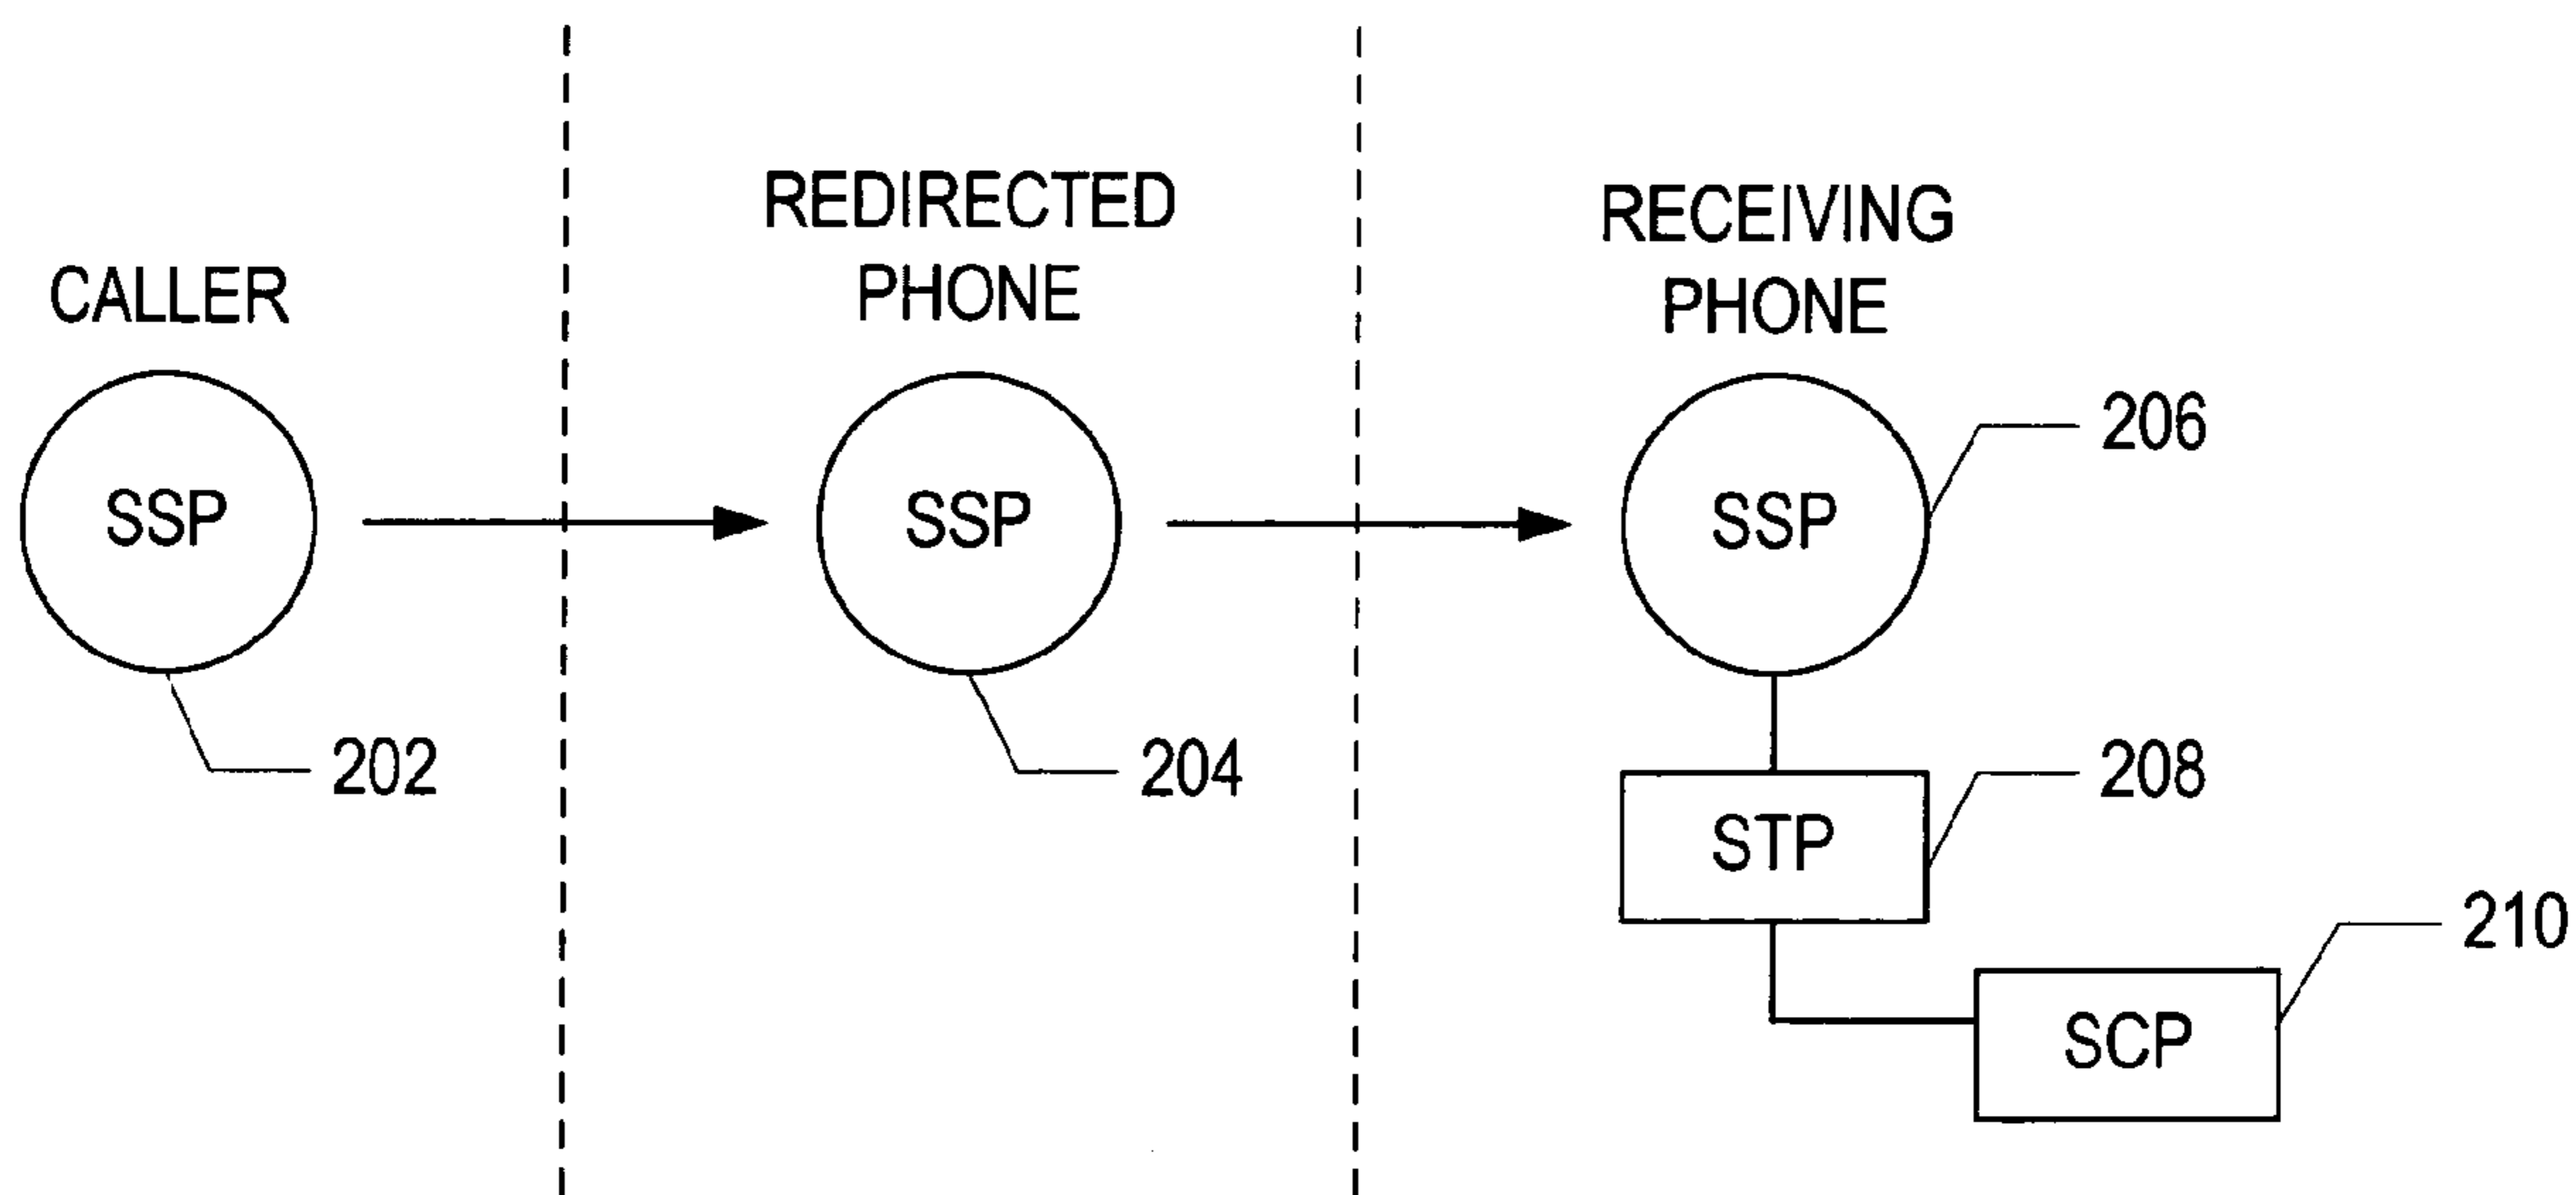 CALLER
SSP
202
REDIRECTED
PHONE
SSP
204
RECEIVING
PHONE
SSP
206
STP
208
SCP
210